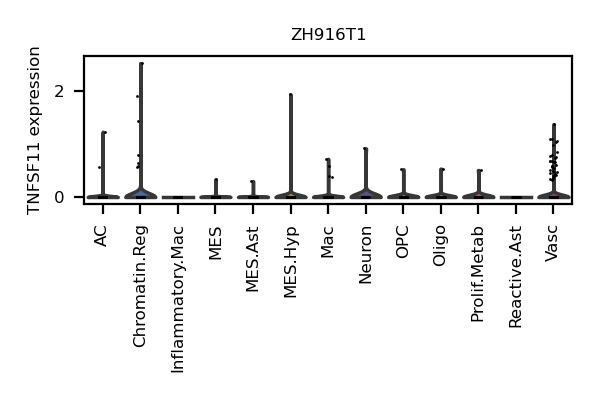 ZH916T1
TNFSF11 expression
2
0
AC
Chromatin.Reg
Inflammatory.Mac
MES
MES.Ast
MES.Hyp
Mac
Neuron
OPC
Oligo
Prolif.Metab
Reactive.Ast
Vasc